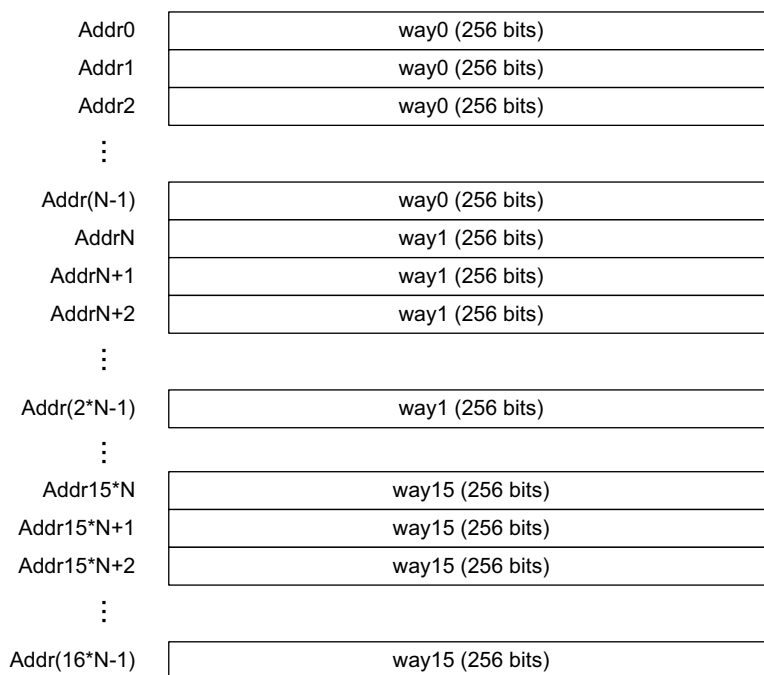 Addr0 way0 (256 bits)
Addr1 way0 (256 bits)
Addr2 way0 (256 bits)
⋮
Addr(N-1) way0 (256 bits)
AddrN way1 (256 bits)
AddrN+1 way1 (256 bits)
AddrN+2 way1 (256 bits)
⋮
Addr(2*N-1) way1 (256 bits)
⋮
Addr15*N way15 (256 bits)
Addr15*N+1 way15 (256 bits)
Addr15*N+2 way15 (256 bits)
⋮
Addr(16*N-1) way15 (256 bits)